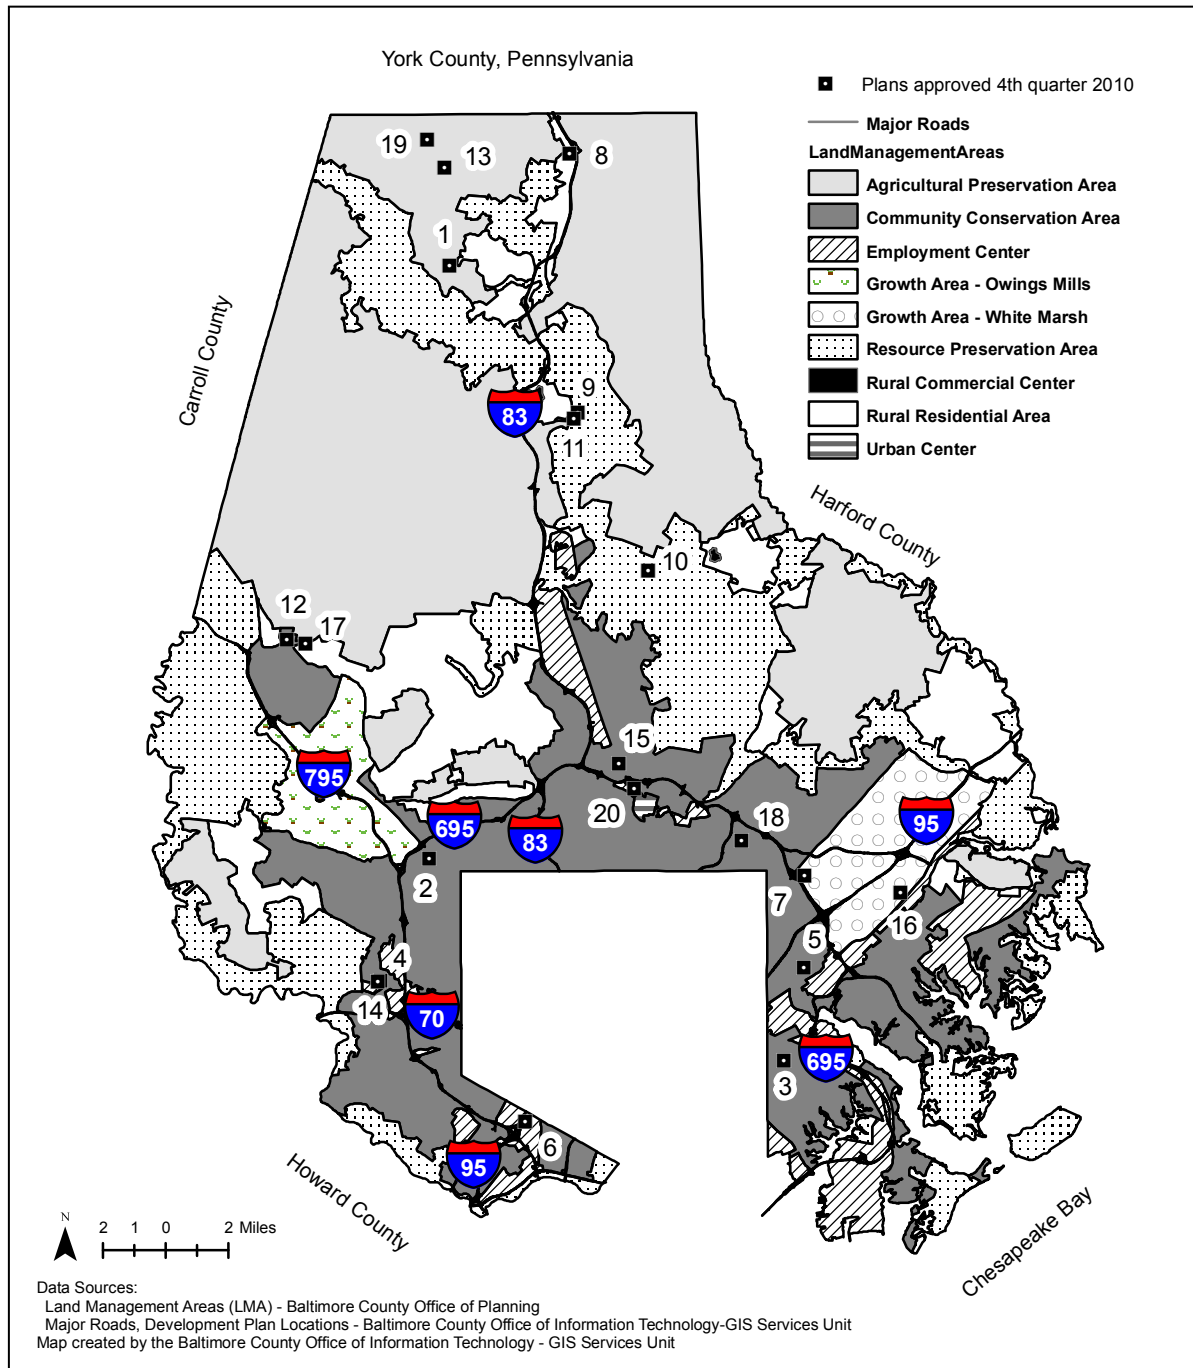 York County, Pennsylvania
Plans approved 4th quarter 2010
Major Roads
LandManagementAreas
Agricultural Preservation Area
Community Conservation Area
Employment Center
Growth Area - Owings Mills
Growth Area - White Marsh
Resource Preservation Area
Rural Commercial Center
Rural Residential Area
Urban Center
19
13
8
1
Carroll County
83
9
11
Harford County
10
12
17
15
795
20
695
83
18
95
2
7
5
16
4
14
70
695
3
6
95
Howard County
Chesapeake Bay
N
2 1 0 2 Miles
Data Sources:
Land Management Areas (LMA) - Baltimore County Office of Planning
Major Roads, Development Plan Locations - Baltimore County Office of Information Technology-GIS Services Unit
Map created by the Baltimore County Office of Information Technology - GIS Services Unit